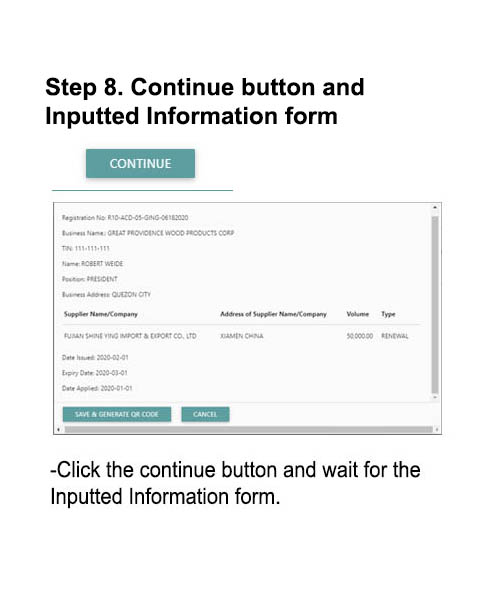 Step 8. Continue button and
Inputted Information form
CONTINUE
Registration No: R10-ACD-05-GING-06182020
Business Name:: GREAT PROVIDENCE WOOD PRODUCTS CORP
TIN: 111-111-111
Name: ROBERT WEIDE
Position: PRESIDENT
Business Address: QUEZON CITY
Supplier Name/Company Address of Supplier Name/Company Volume Type
FUJIAN SHINE YING IMPORT & EXPORT CO., LTD XIAMEN CHINA 50,000.00 RENEWAL
Date Issued: 2020-02-01
Expiry Date: 2020-03-01
Date Applied: 2020-01-01
SAVE & GENERATE QR CODE CANCEL
-Click the continue button and wait for the
Inputted Information form.